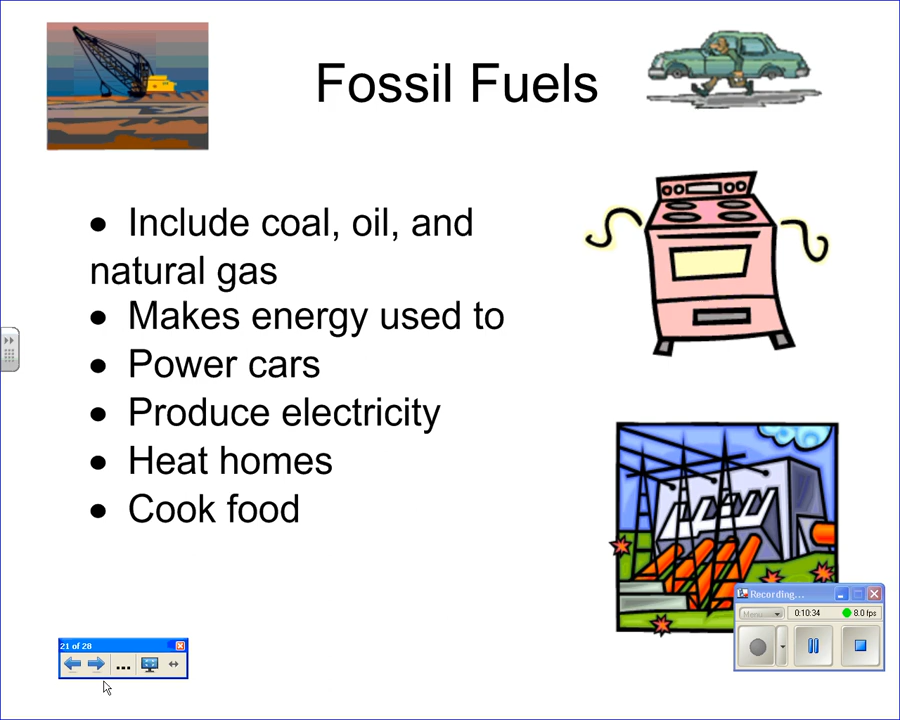 Fossil Fuels
• Include coal, oil, and
natural gas
• Makes energy used to
• Power cars
• Produce electricity
• Heat homes
• Cook food
21 of 28
...
Recording...
Menu
0:10:34
8.0 fps